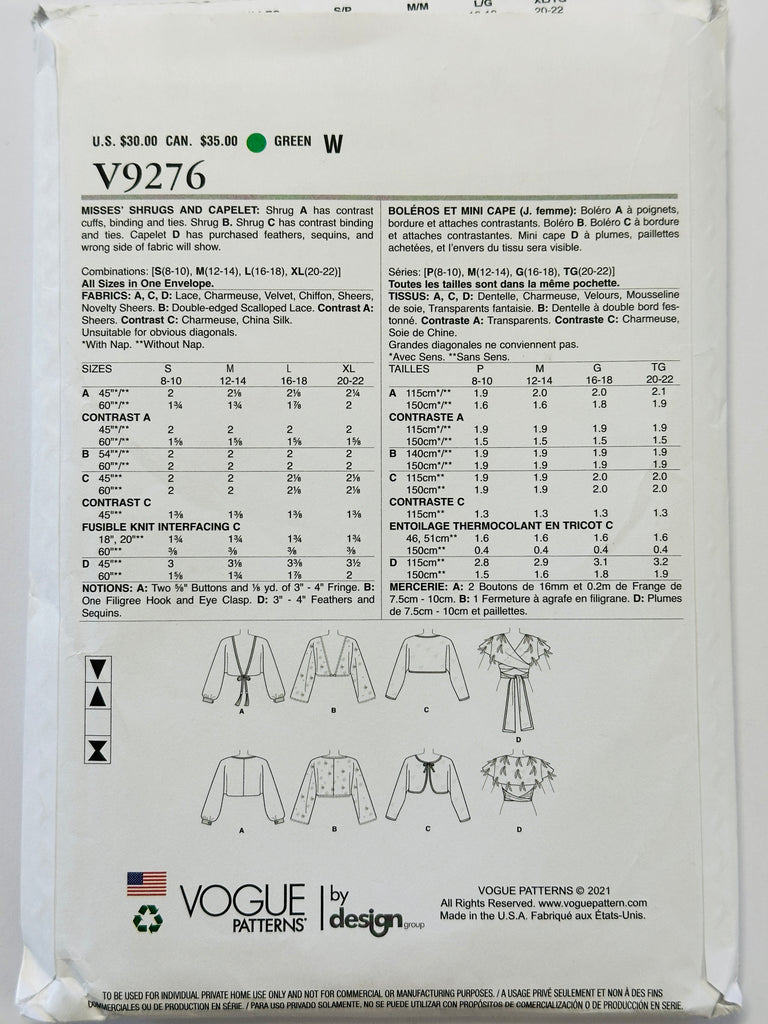 S/P M/M L/G XL/TG
20-22
U.S. $30.00 CAN. $35.00 GREEN W
V9276
MISSES' SHRUGS AND CAPELET: Shrug A has contrast
cuffs, binding and ties. Shrug B. Shrug C has contrast binding
and ties. Capelet D has purchased feathers, sequins, and
wrong side of fabric will show.
Combinations: [S(8-10), M(12-14), L(16-18), XL(20-22)]
All Sizes in One Envelope.
FABRICS: A, C, D: Lace, Charmeuse, Velvet, Chiffon, Sheers,
Novelty Sheers. B: Double-edged Scalloped Lace. Contrast A:
Sheers. Contrast C: Charmeuse, China Silk.
Unsuitable for obvious diagonals.
*With Nap. **Without Nap.
SIZES S M L XL
8-10 12-14 16-18 20-22
A 45"*/** 2 2⅛ 2⅛ 2¼
60"*/** 1¾ 1¾ 1⅞ 2
CONTRAST A
45"*/** 2 2 2 2
60"*/** 1⅝ 1⅝ 1⅝ 1⅝
B 54"*/** 2 2 2 2
60"*/** 2 2 2 2
C 45"** 2 2 2⅛ 2⅛
60"** 2 2 2⅛ 2⅛
CONTRAST C
45"** 1⅜ 1⅜ 1⅜ 1⅜
FUSIBLE KNIT INTERFACING C
18", 20"** 1¾ 1¾ 1¾ 1¾
60"** ⅜ ⅜ ⅜ ⅜
D 45"** 3 3⅛ 3⅜ 3½
60"** 1⅝ 1¾ 1⅞ 2
NOTIONS: A: Two ⅝" Buttons and ⅛ yd. of 3" - 4" Fringe. B:
One Filigree Hook and Eye Clasp. D: 3" - 4" Feathers and
Sequins.
BOLÉROS ET MINI CAPE (J. femme): Boléro A à poignets,
bordure et attaches contrastants. Boléro B. Boléro C à bordure
et attaches contrastantes. Mini cape D à plumes, paillettes
achetées, et l'envers du tissu sera visible.
Séries: [P(8-10), M(12-14), G(16-18), TG(20-22)]
Toutes les tailles sont dans la même pochette.
TISSUS: A, C, D: Dentelle, Charmeuse, Velours, Mousseline
de soie, Transparents fantaisie. B: Dentelle à double bord fes-
tonné. Contraste A: Transparents. Contraste C: Charmeuse,
Soie de Chine.
Grandes diagonales ne conviennent pas.
*Avec Sens. **Sans Sens.
TAILLES P M G TG
8-10 12-14 16-18 20-22
A 115cm*/** 1.9 2.0 2.0 2.1
150cm*/** 1.6 1.6 1.8 1.9
CONTRASTE A
115cm*/** 1.9 1.9 1.9 1.9
150cm*/** 1.5 1.5 1.5 1.5
B 140cm*/** 1.9 1.9 1.9 1.9
150cm*/** 1.9 1.9 1.9 1.9
C 115cm** 1.9 1.9 2.0 2.0
150cm** 1.9 1.9 2.0 2.0
CONTRASTE C
115cm** 1.3 1.3 1.3 1.3
ENTOILAGE THERMOCOLANT EN TRICOT C
46, 51cm** 1.6 1.6 1.6 1.6
150cm** 0.4 0.4 0.4 0.4
D 115cm** 2.8 2.9 3.1 3.2
150cm** 1.5 1.6 1.8 1.9
MERCERIE: A: 2 Boutons de 16mm et 0.2m de Frange de
7.5cm - 10cm. B: 1 Fermeture à agrafe en filigrane. D: Plumes
de 7.5cm - 10cm et paillettes.
A B C D
A B C D
VOGUE PATTERNS® | by design group
VOGUE PATTERNS © 2021
All Rights Reserved. www.voguepattern.com
Made in the U.S.A. Fabriqué aux États-Unis.
TO BE USED FOR INDIVIDUAL PRIVATE HOME USE ONLY AND NOT FOR COMMERCIAL OR MANUFACTURING PURPOSES. / A USAGE PRIVÉ SEULEMENT ET NON À DES FINS
COMMERCIALES OU DE PRODUCTION EN SÉRIE. / PARA USO PRIVADO SOLAMENTE, NO SE PUEDE UTILIZAR CON PROPÓSITOS DE COMERCIALIZACIÓN O DE PRODUCCIÓN EN SERIE.